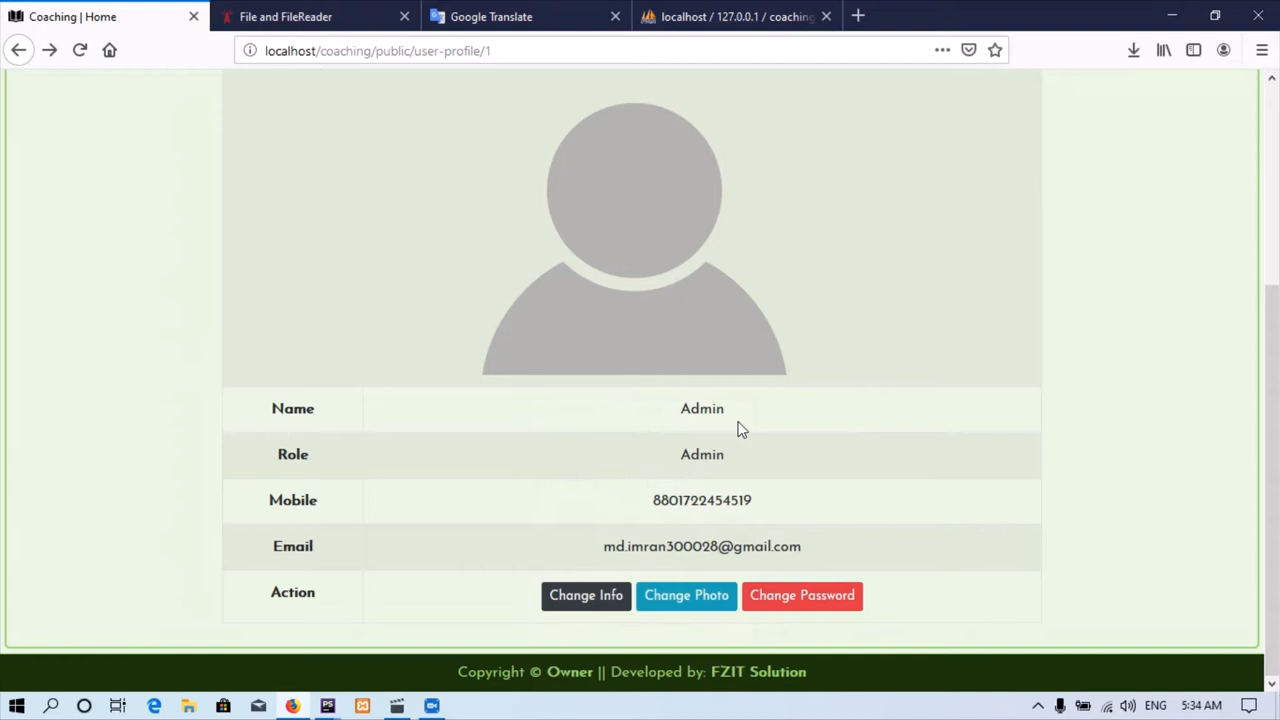 Coaching | Home
File and FileReader
Google Translate
localhost / 127.0.0.1 / coaching
localhost/coaching/public/user-profile/1
Name Admin
Role Admin
Mobile 8801722454519
Email md.imran300028@gmail.com
Action Change Info Change Photo Change Password
Copyright © Owner || Developed by: FZIT Solution
PS
ENG 5:34 AM